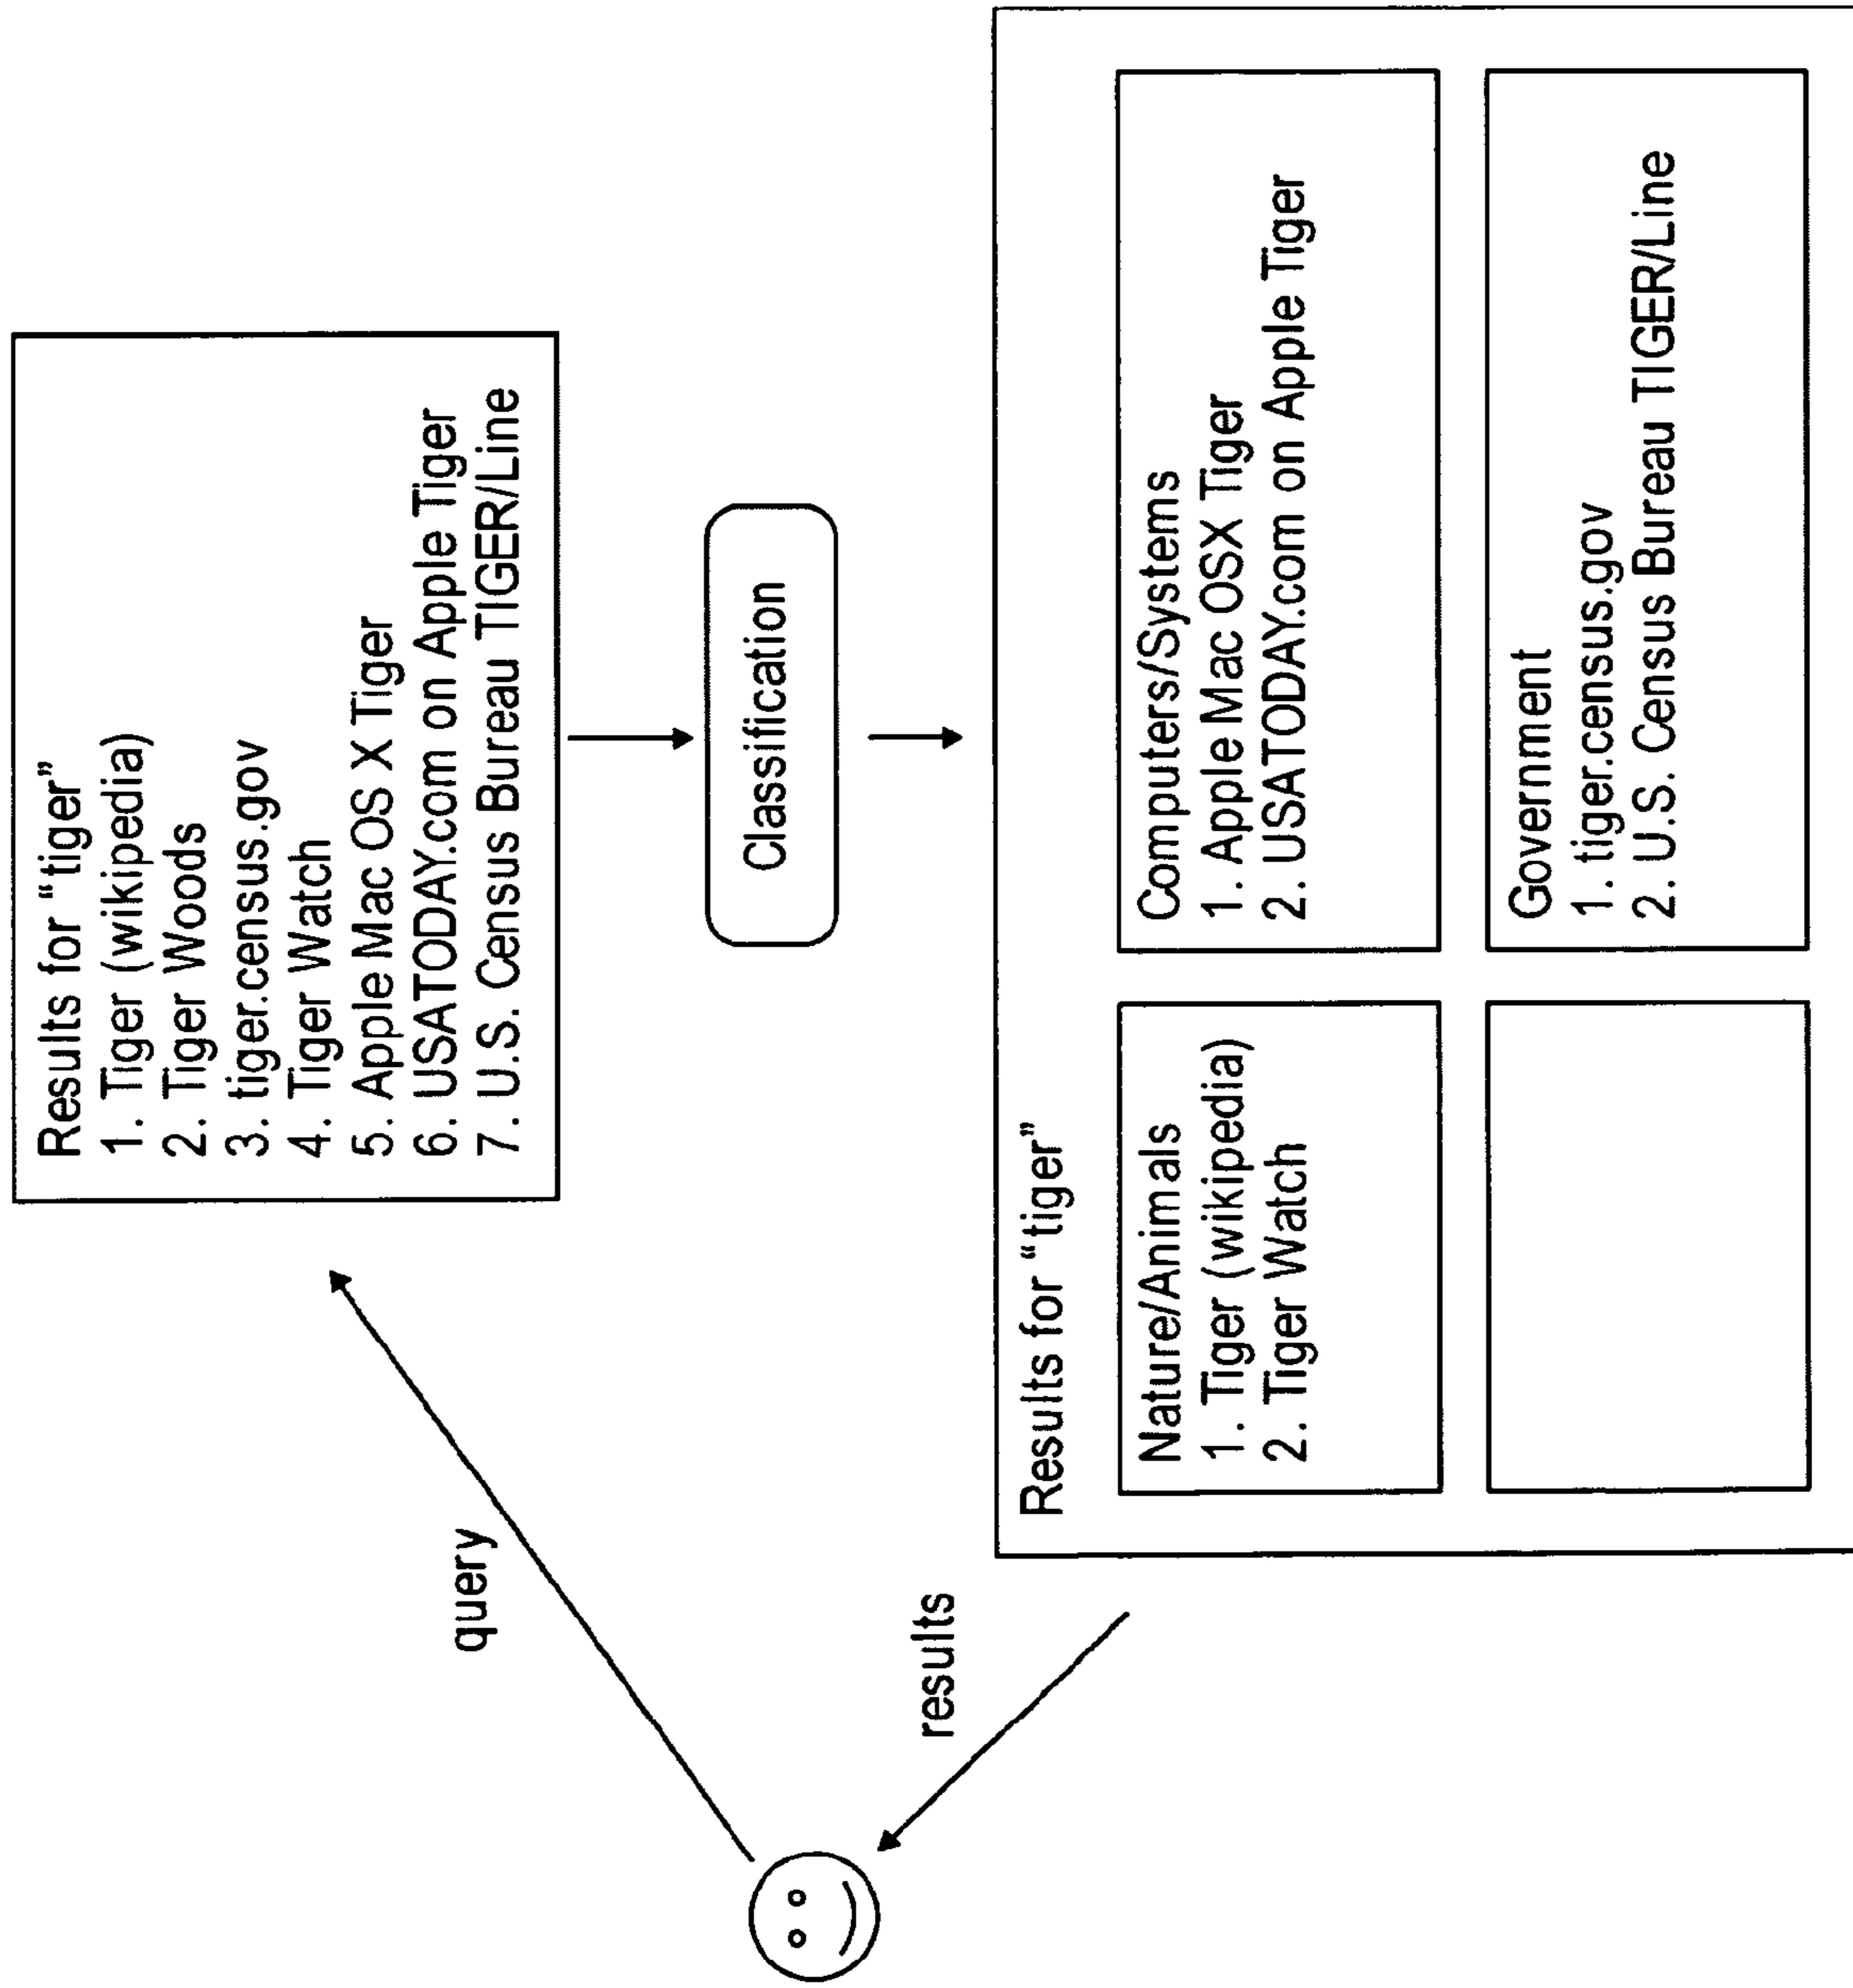 Results for "tiger"
1. Tiger (wikipedia)
2. Tiger Woods
3. tiger.census.gov
4. Tiger Watch
5. Apple Mac OS X Tiger
6. USATODAY.com on Apple Tiger
7. U.S. Census Bureau TIGER/Line
query
Classification
results
Results for "tiger"
Nature/Animals
1. Tiger (wikipedia)
2. Tiger Watch
Computers/Systems
1. Apple Mac OSX Tiger
2. USATODAY.com on Apple Tiger
Government
1. tiger.census.gov
2. U.S. Census Bureau TIGER/Line